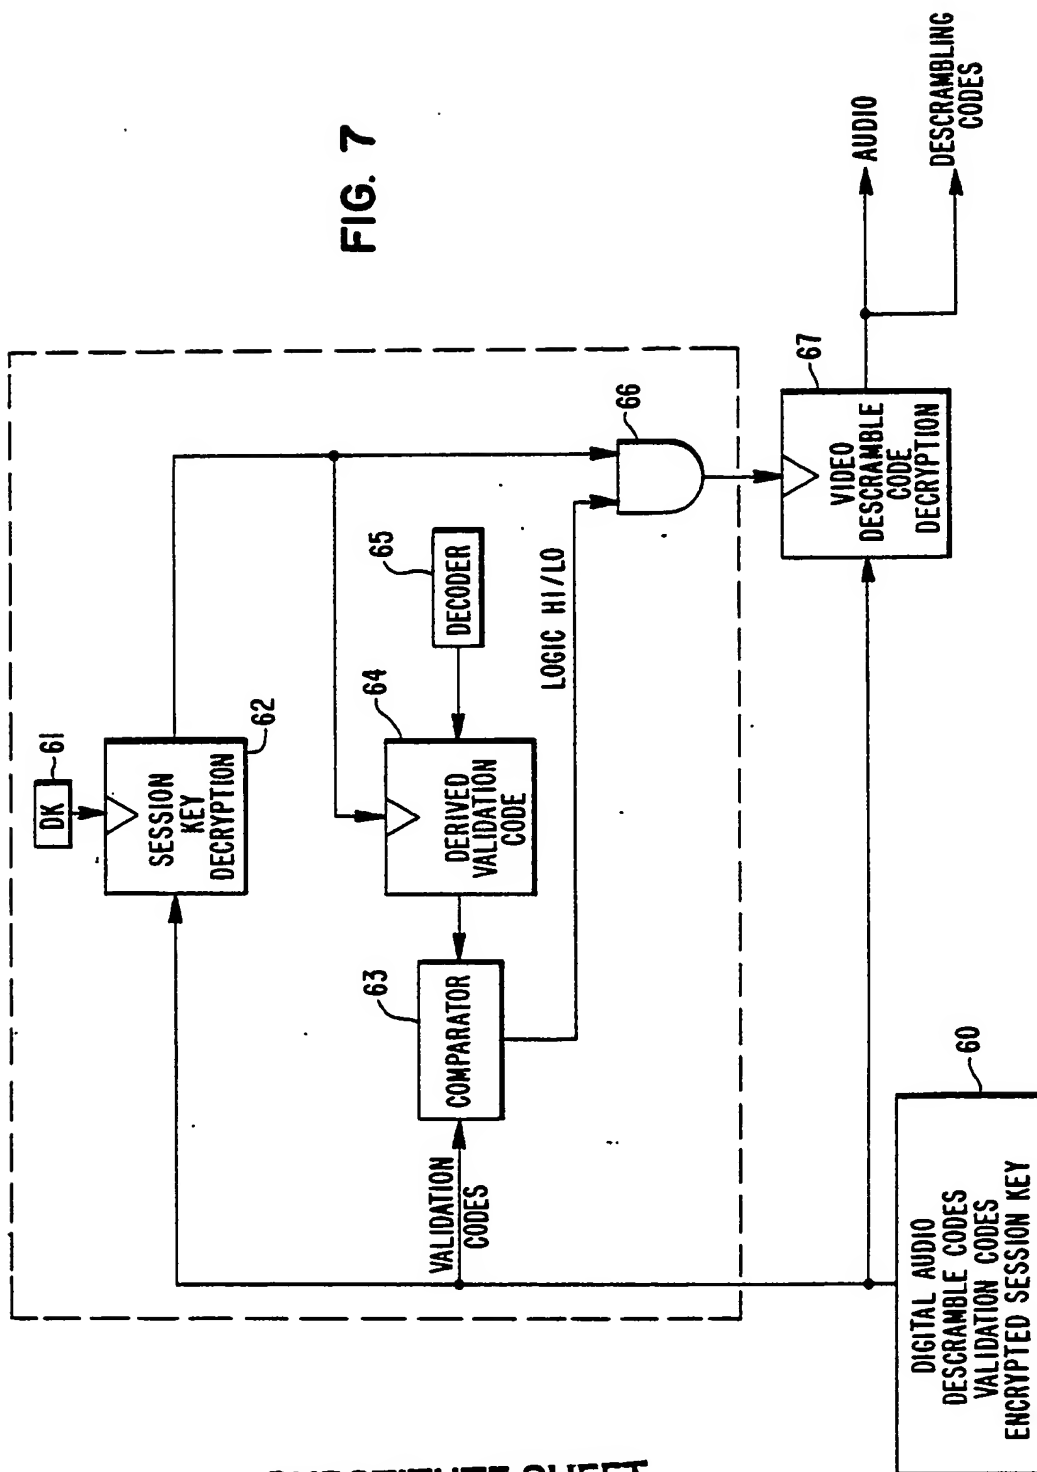 FIG. 7
DK
61
SESSION
KEY
DECRYPTION
62
65
DECODER
64
DERIVED
VALIDATION
CODE
63
COMPARATOR
VALIDATION
CODES
LOGIC HI/LO
66
67
VIDEO
DESCRAMBLE
CODE
DECRYPTION
AUDIO
DESCRAMBLING
CODES
60
DIGITAL AUDIO
DESCRAMBLE CODES
VALIDATION CODES
ENCRYPTED SESSION KEY